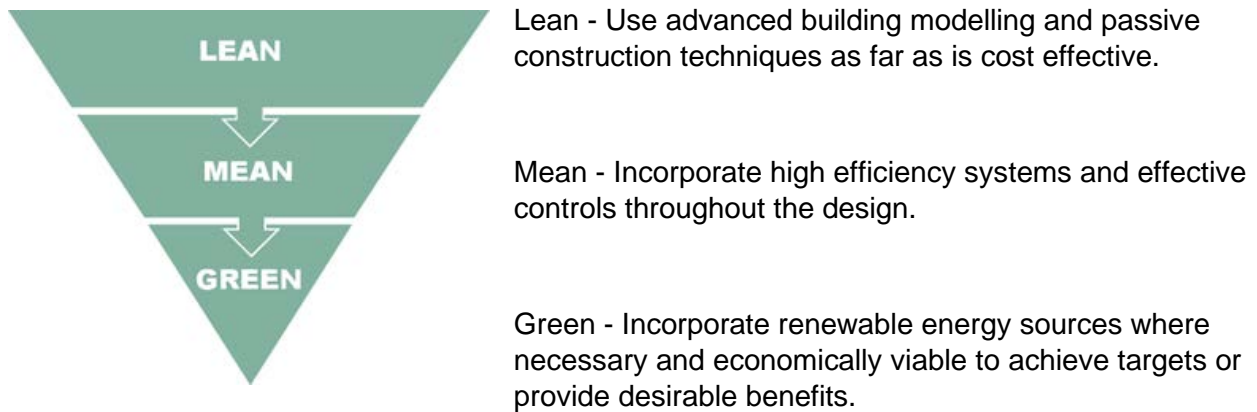 LEAN
Lean - Use advanced building modelling and passive
construction techniques as far as is cost effective.
MEAN
Mean - Incorporate high efficiency systems and effective
controls throughout the design.
GREEN
Green - Incorporate renewable energy sources where
necessary and economically viable to achieve targets or
provide desirable benefits.